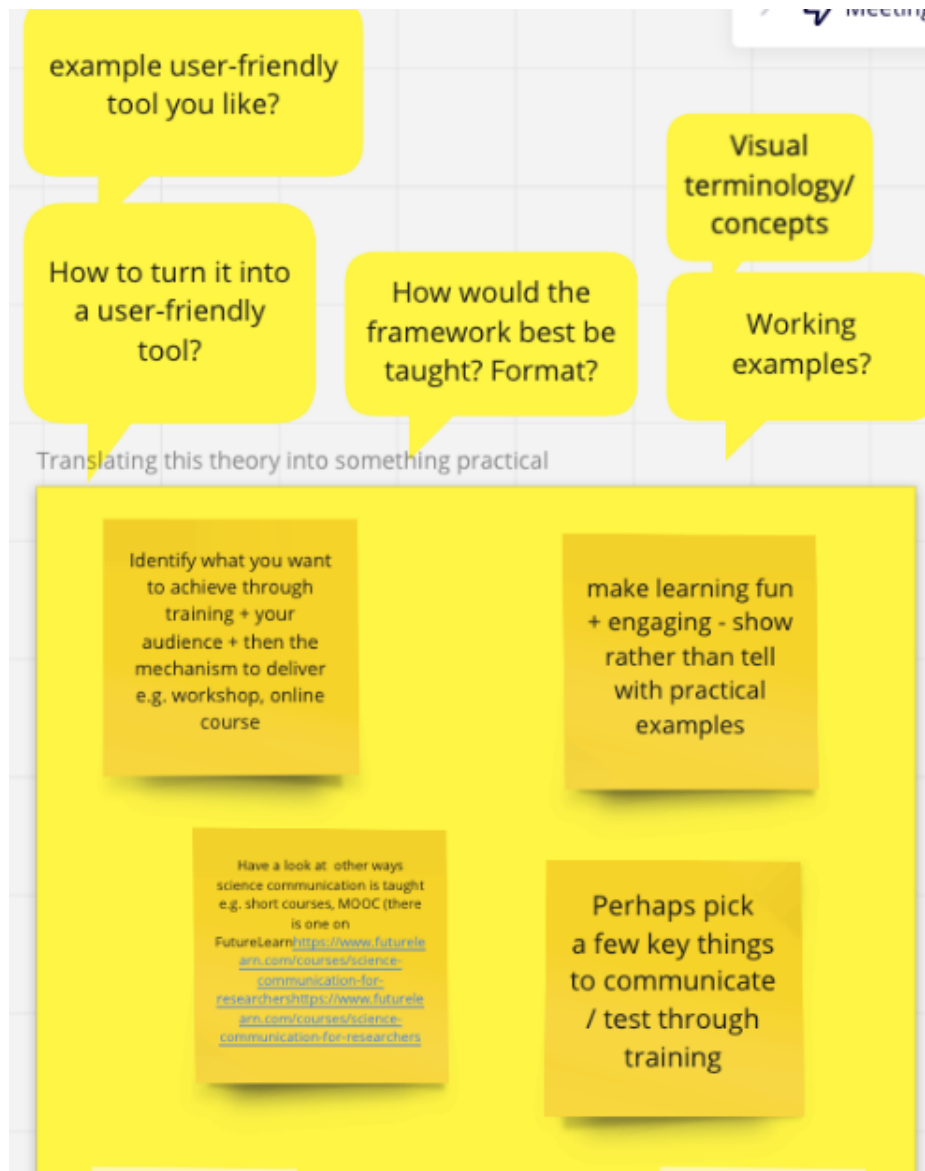 Meeting
example user-friendly
tool you like?
Visual
terminology/
concepts
How to turn it into
a user-friendly
tool?
How would the
framework best be
taught? Format?
Working
examples?
Translating this theory into something practical
Identify what you want
to achieve through
training + your
audience + then the
mechanism to deliver
e.g. workshop, online
course
make learning fun
+ engaging - show
rather than tell
with practical
examples
Have a look at other ways
science communication is taught
e.g. short courses, MOOC (there
is one on
FutureLearnhttps://www.futurele
arn.com/courses/science-
communication-for-
researchershttps://www.futurele
arn.com/courses/science-
communication-for-researchers
Perhaps pick
a few key things
to communicate
/ test through
training